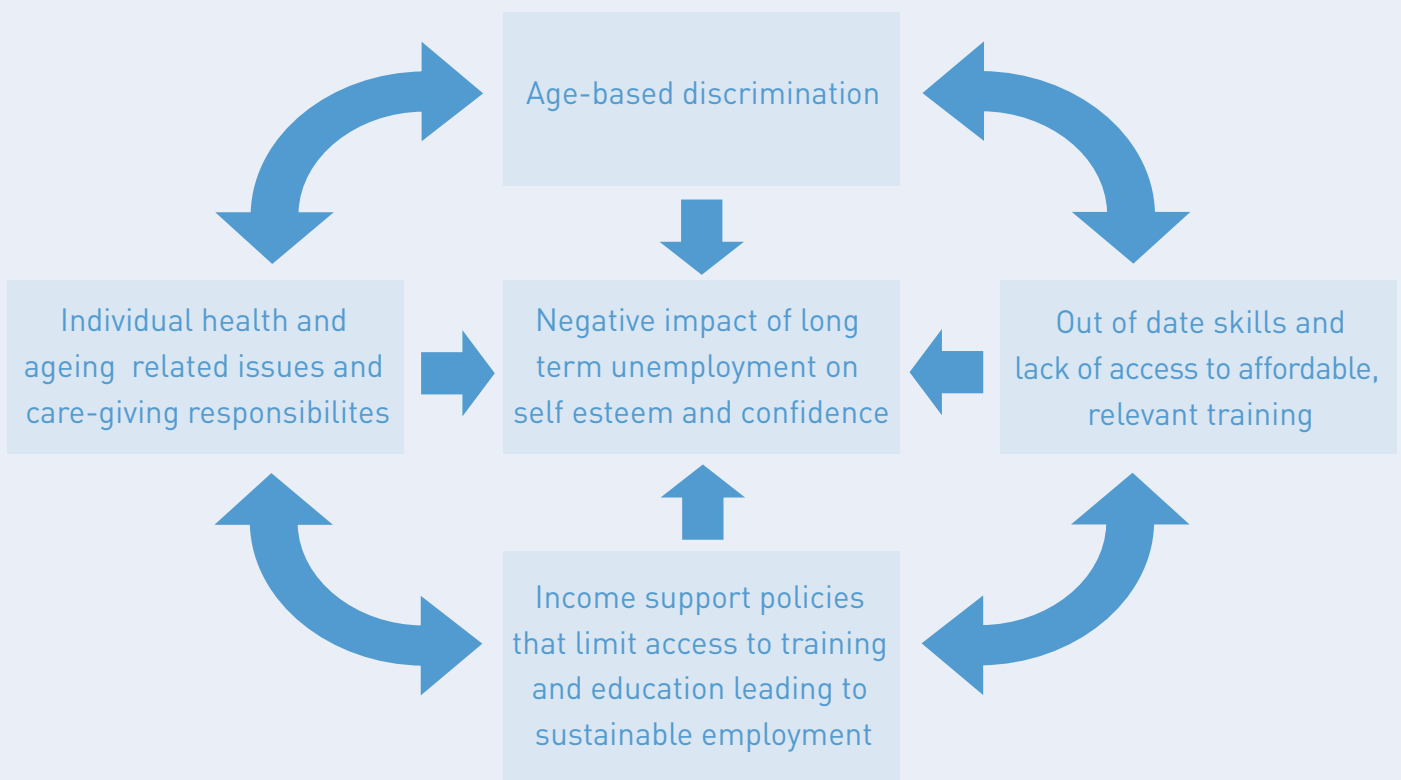 Age-based discrimination
Individual health and
ageing  related issues and
care-giving responsibilites
Negative impact of long
term unemployment on
self esteem and confidence
Out of date skills and
lack of access to affordable,
relevant training
Income support policies
that limit access to training
and education leading to
sustainable employment